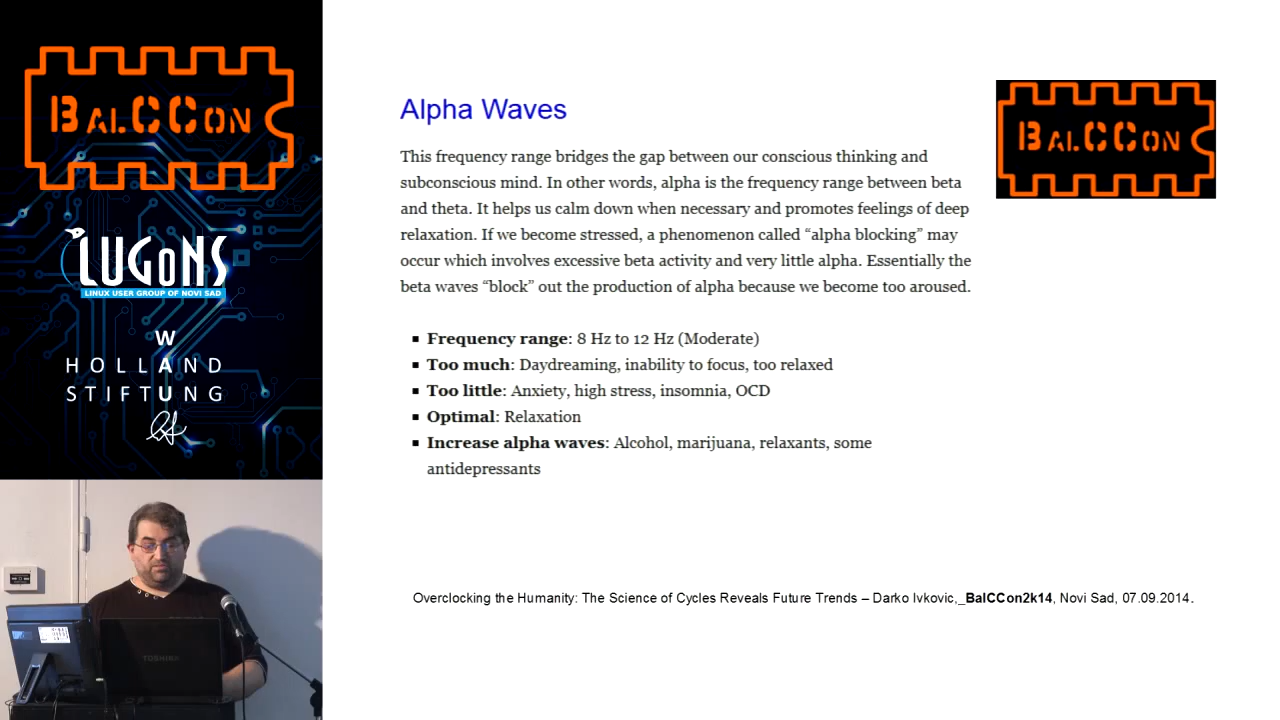 BALCCON
LUGONS
LINUX USER GROUP OF NOVI SAD
W
HOLLAND
STIFTUNG
Alpha Waves
This frequency range bridges the gap between our conscious thinking and
subconscious mind. In other words, alpha is the frequency range between beta
and theta. It helps us calm down when necessary and promotes feelings of deep
relaxation. If we become stressed, a phenomenon called “alpha blocking” may
occur which involves excessive beta activity and very little alpha. Essentially the
beta waves “block” out the production of alpha because we become too aroused.
▪ Frequency range: 8 Hz to 12 Hz (Moderate)
▪ Too much: Daydreaming, inability to focus, too relaxed
▪ Too little: Anxiety, high stress, insomnia, OCD
▪ Optimal: Relaxation
▪ Increase alpha waves: Alcohol, marijuana, relaxants, some
antidepressants
BALCCON
Overclocking the Humanity: The Science of Cycles Reveals Future Trends – Darko Ivkovic,_BalCCon2k14, Novi Sad, 07.09.2014.
TOSHIBA